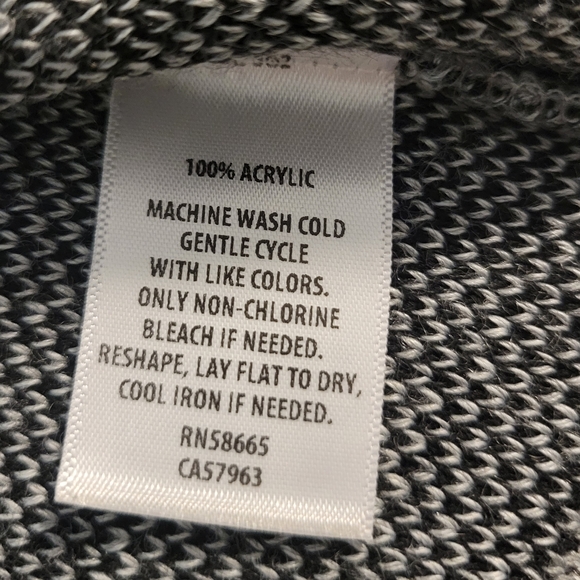 100% ACRYLIC
MACHINE WASH COLD
GENTLE CYCLE
WITH LIKE COLORS.
ONLY NON-CHLORINE
BLEACH IF NEEDED.
RESHAPE, LAY FLAT TO DRY,
COOL IRON IF NEEDED.
RN58665
CA57963